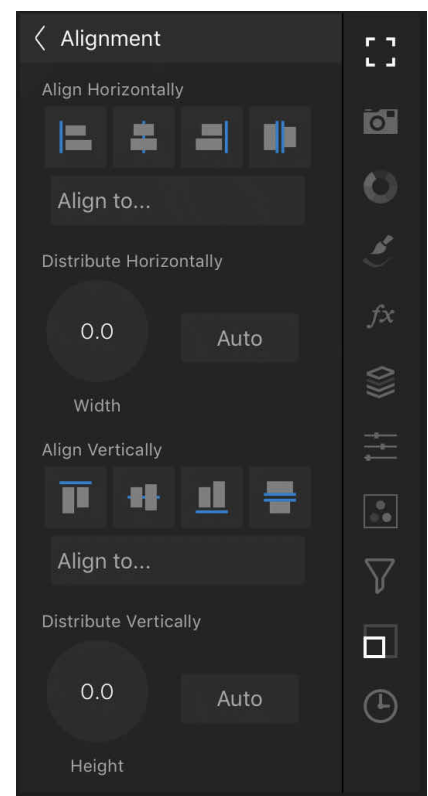 Alignment
Align Horizontally
Align to...
Distribute Horizontally
0.0
Auto
Width
Align Vertically
Align to...
Distribute Vertically
0.0
Auto
Height
fx